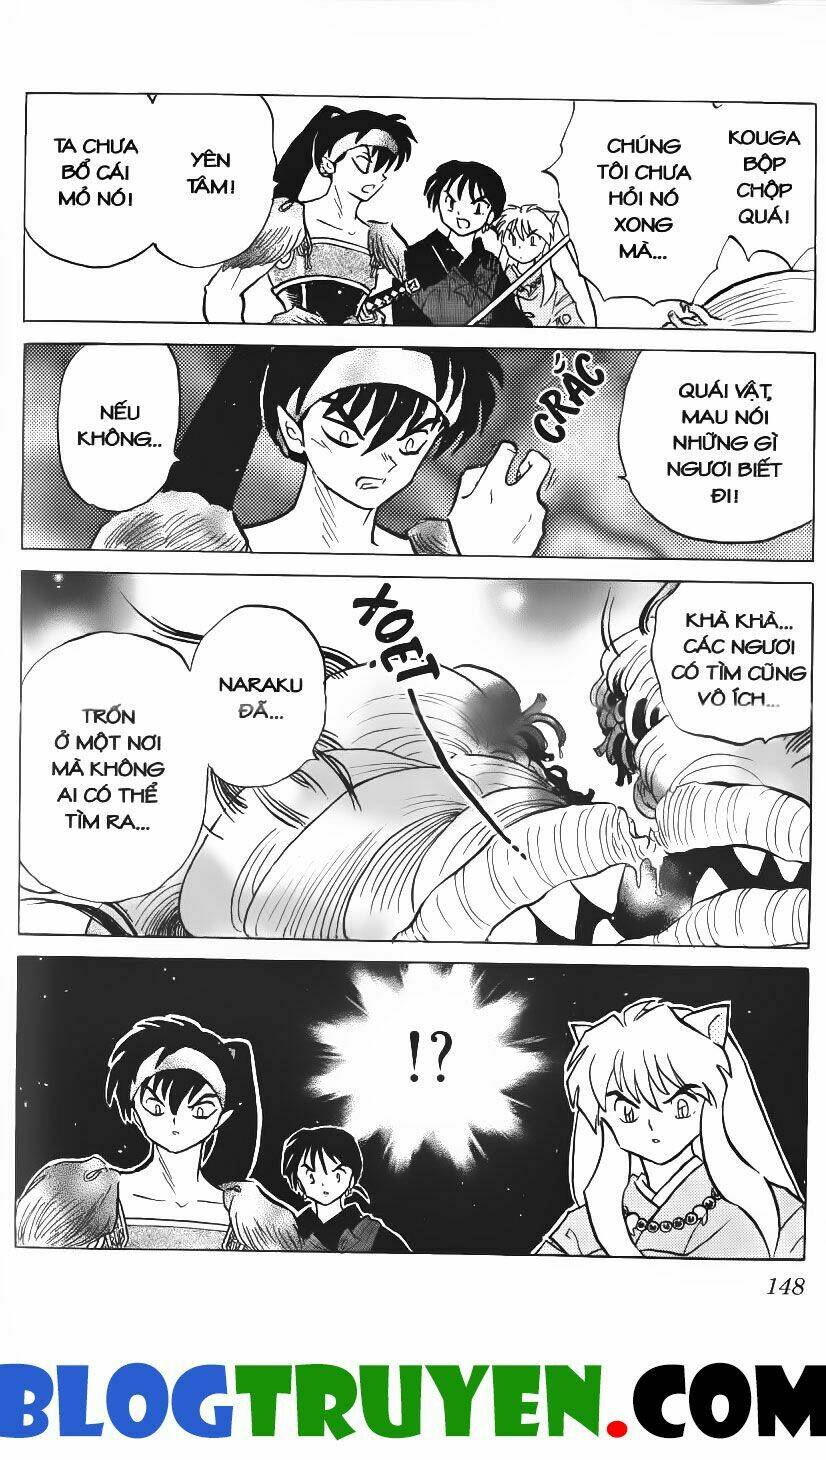 KOUGA
BỘP
CHỘP
QUÁ!
CHÚNG
TÔI CHƯA
HỎI NÓ
XONG
MÀ...
YÊN
TÂM!
TA CHƯA
BỔ CÁI
MỎ NÓ!
QUÁI VẬT,
MAU NÓI
NHỮNG GÌ
NGƯƠI BIẾT
ĐI!
CRẮC
NẾU
KHÔNG...
KHÀ KHÀ...
CÁC NGƯƠI
CÓ TÌM CŨNG
VÔ ÍCH...
XOẸT
NARAKU
ĐÃ...
TRỐN
Ở MỘT NƠI
MÀ KHÔNG
AI CÓ THỂ
TÌM RA...
!?
148
BLOGTRUYEN.COM